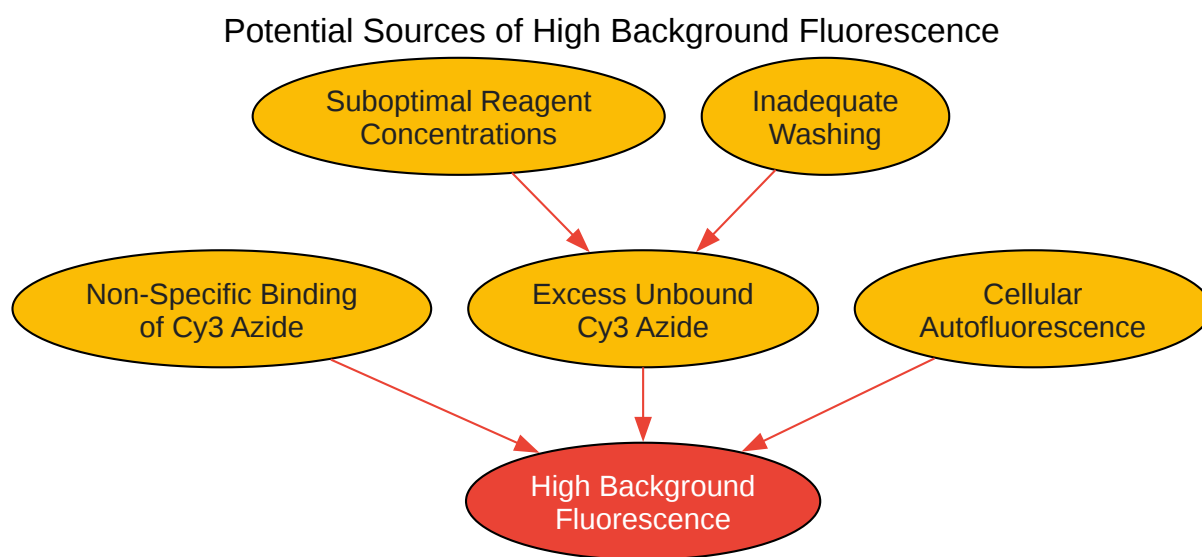 Potential Sources of High Background Fluorescence
Suboptimal Reagent
Concentrations
Inadequate
Washing
Non-Specific Binding
of Cy3 Azide
Excess Unbound
Cy3 Azide
Cellular
Autofluorescence
High Background
Fluorescence